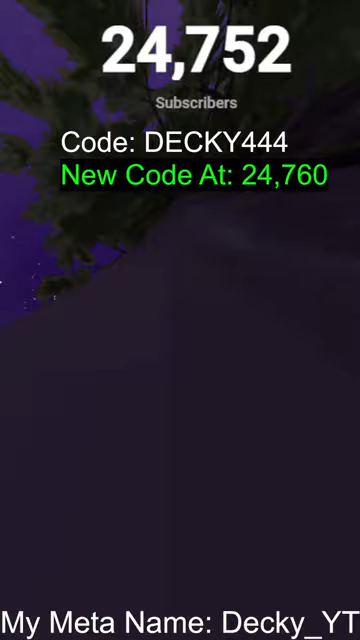 24,752
Subscribers
Code: DECKY444
New Code At: 24,760
My Meta Name: Decky_YT